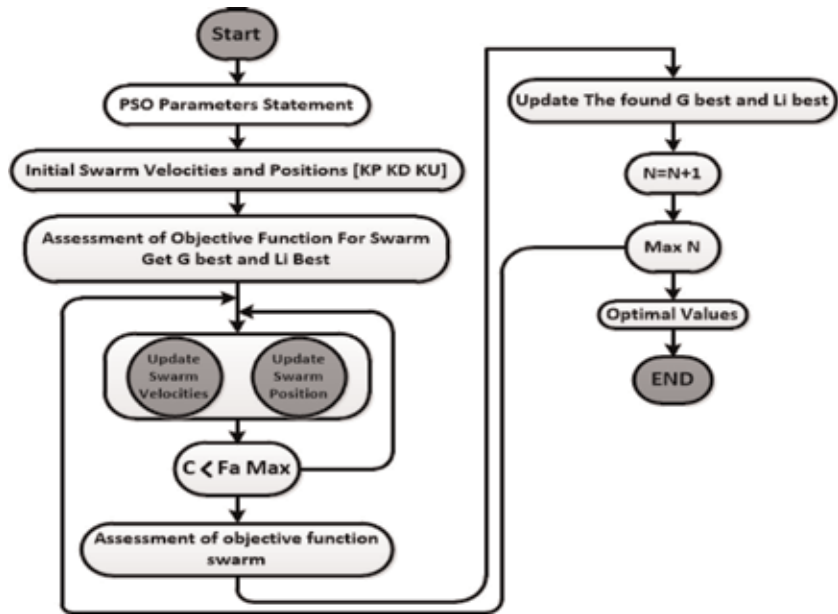 Start
PSO Parameters Statement
Initial Swarm Velocities and Positions [KP KD KU]
Assessment of Objective Function For Swarm
Get G best and Li Best
Update
Swarm
Velocities
Update
Swarm
Position
C < Fa Max
Assessment of objective function
swarm
Update The found G best and Li best
N=N+1
Max N
Optimal Values
END